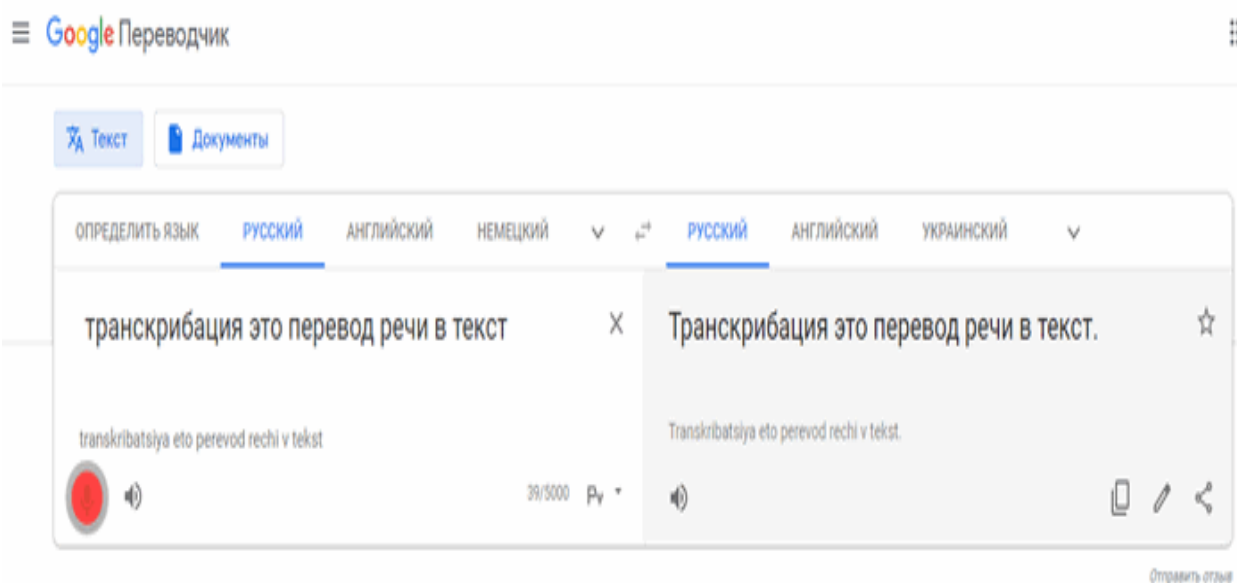 Google Переводчик
Текст Документы
ОПРЕДЕЛИТЬ ЯЗЫК РУССКИЙ АНГЛИЙСКИЙ НЕМЕЦКИЙ РУССКИЙ АНГЛИЙСКИЙ УКРАИНСКИЙ
транскрибация это перевод речи в текст
Транскрибация это перевод речи в текст.
transkribatsiya eto perevod rechi v tekst
Transkribatsiya eto perevod rechi v tekst.
39/5000 Ру
Отправить отзыв